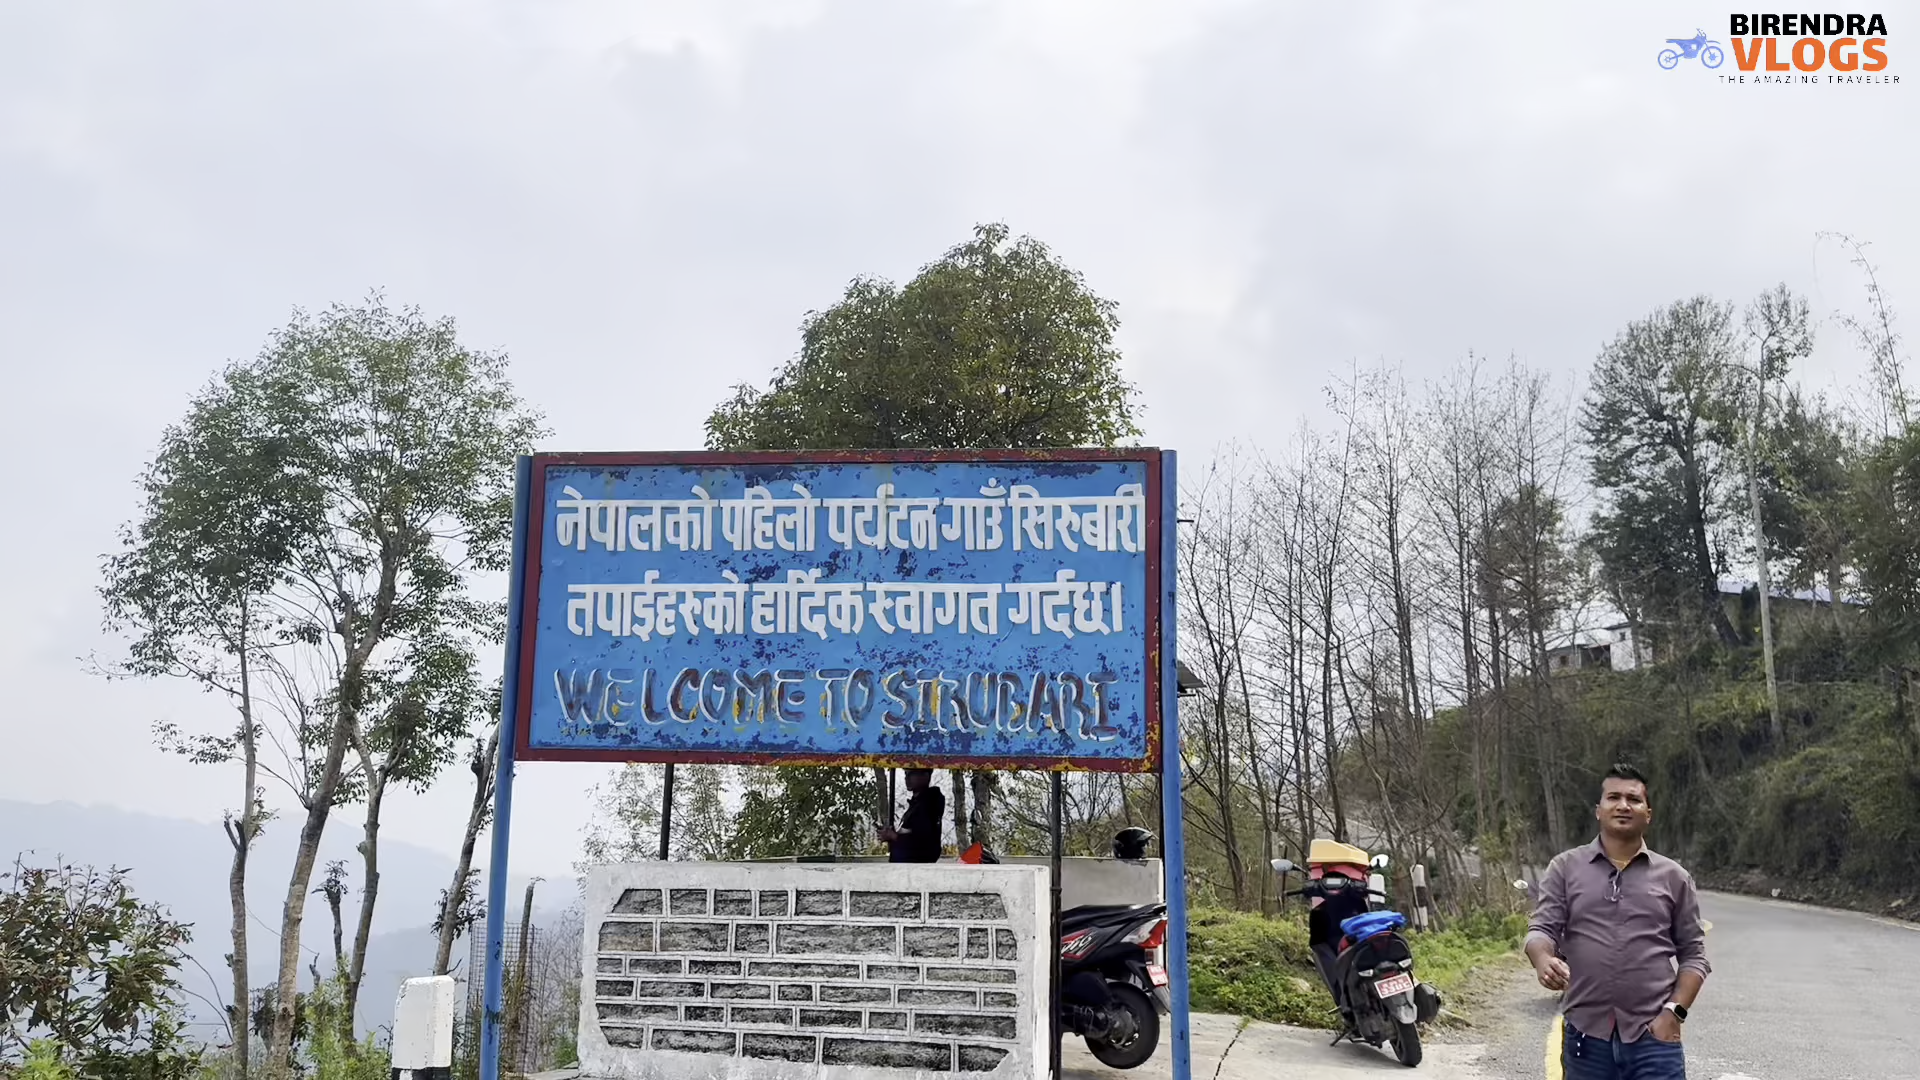 BIRENDRA
VLOGS
THE AMAZING TRAVELER
नेपालको पहिलो पर्यटन गाउँ सिरुबारी
तपाईहरुको हार्दिक स्वागत गर्दछ।
WELCOME TO SIRUBARI